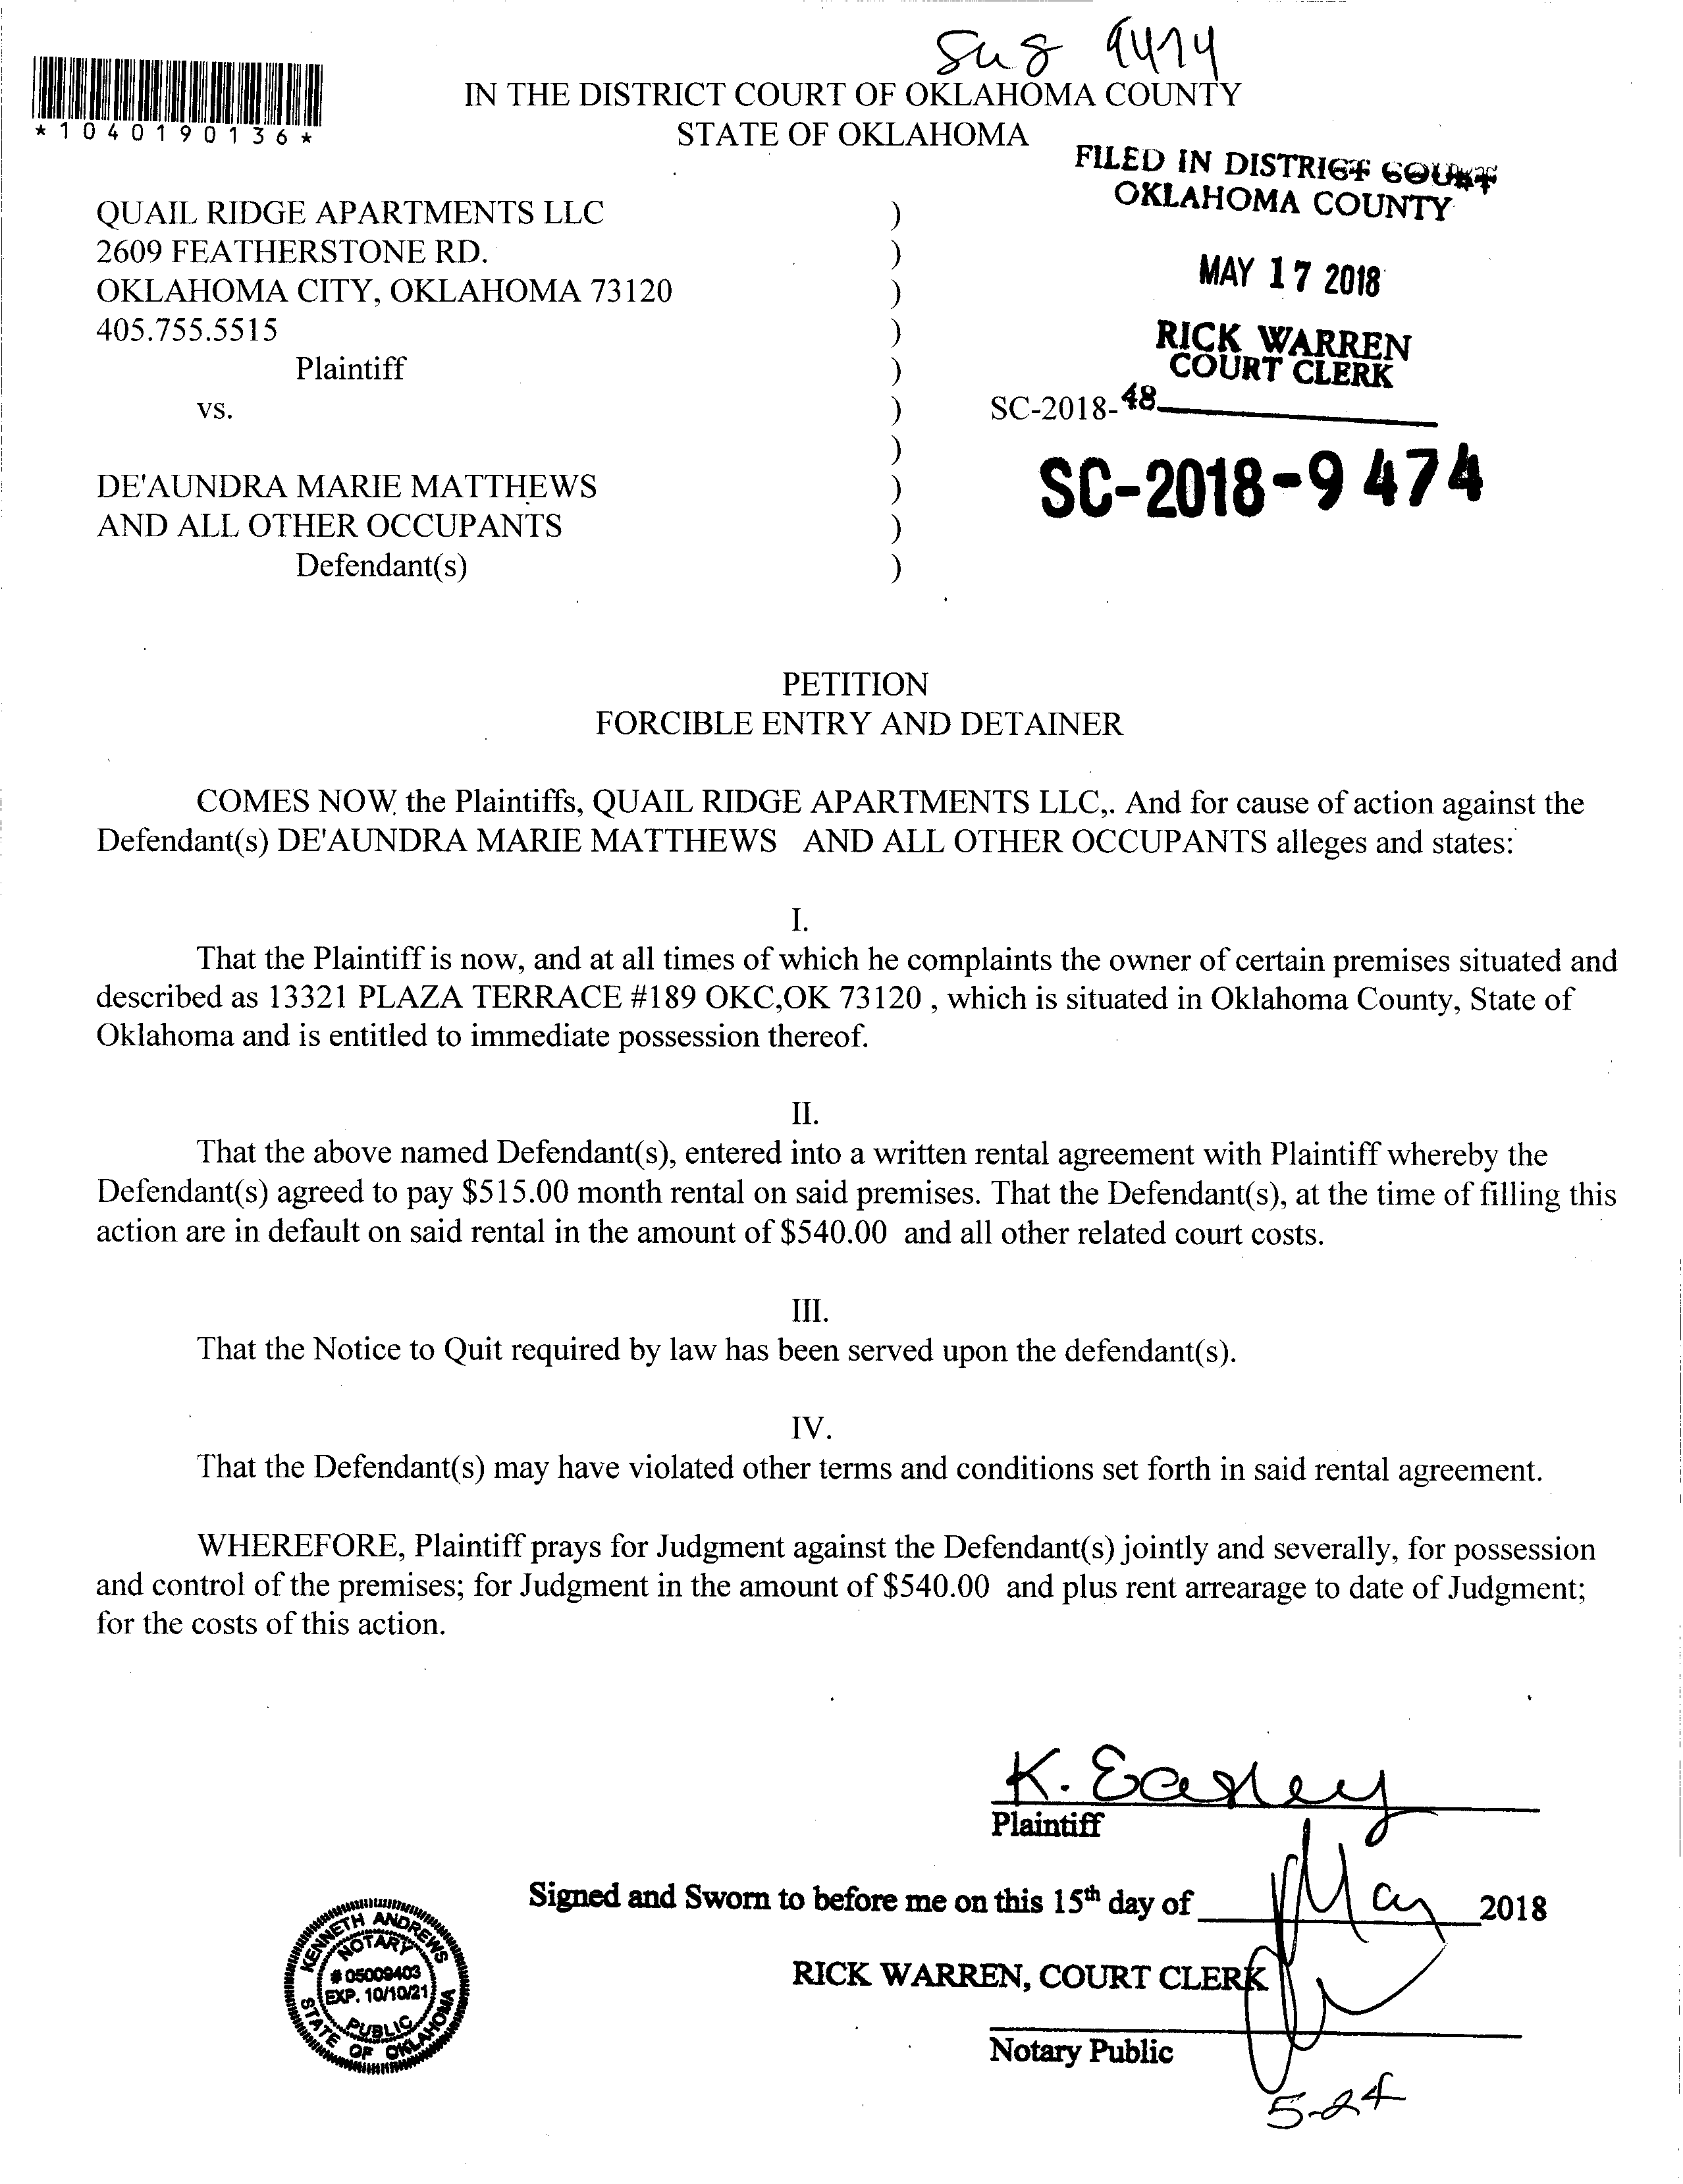 Sug 9474
*1040190136*
IN THE DISTRICT COURT OF OKLAHOMA COUNTY
STATE OF OKLAHOMA
FILED IN DISTRICT COURT
OKLAHOMA COUNTY
MAY 17 2018
RICK WARREN
COURT CLERK
SC-2018-48
SC-2018-9474
QUAIL RIDGE APARTMENTS LLC )
2609 FEATHERSTONE RD. )
OKLAHOMA CITY, OKLAHOMA 73120 )
405.755.5515 )
Plaintiff )
vs. )
)
DE'AUNDRA MARIE MATTHEWS )
AND ALL OTHER OCCUPANTS )
Defendant(s) )
PETITION
FORCIBLE ENTRY AND DETAINER
COMES NOW, the Plaintiffs, QUAIL RIDGE APARTMENTS LLC,. And for cause of action against the
Defendant(s) DE'AUNDRA MARIE MATTHEWS AND ALL OTHER OCCUPANTS alleges and states:
I.
That the Plaintiff is now, and at all times of which he complaints the owner of certain premises situated and
described as 13321 PLAZA TERRACE #189 OKC,OK 73120 , which is situated in Oklahoma County, State of
Oklahoma and is entitled to immediate possession thereof.
II.
That the above named Defendant(s), entered into a written rental agreement with Plaintiff whereby the
Defendant(s) agreed to pay $515.00 month rental on said premises. That the Defendant(s), at the time of filling this
action are in default on said rental in the amount of $540.00 and all other related court costs.
III.
That the Notice to Quit required by law has been served upon the defendant(s).
IV.
That the Defendant(s) may have violated other terms and conditions set forth in said rental agreement.
WHEREFORE, Plaintiff prays for Judgment against the Defendant(s) jointly and severally, for possession
and control of the premises; for Judgment in the amount of $540.00 and plus rent arrearage to date of Judgment;
for the costs of this action.
K. Easley
Plaintiff
Signed and Sworn to before me on this 15th day of May 2018
RICK WARREN, COURT CLERK
Notary Public
5-24
KENNETH ANDREWS
NOTARY
# 05009403
EXP. 10/10/21
PUBLIC
STATE OF OKLAHOMA